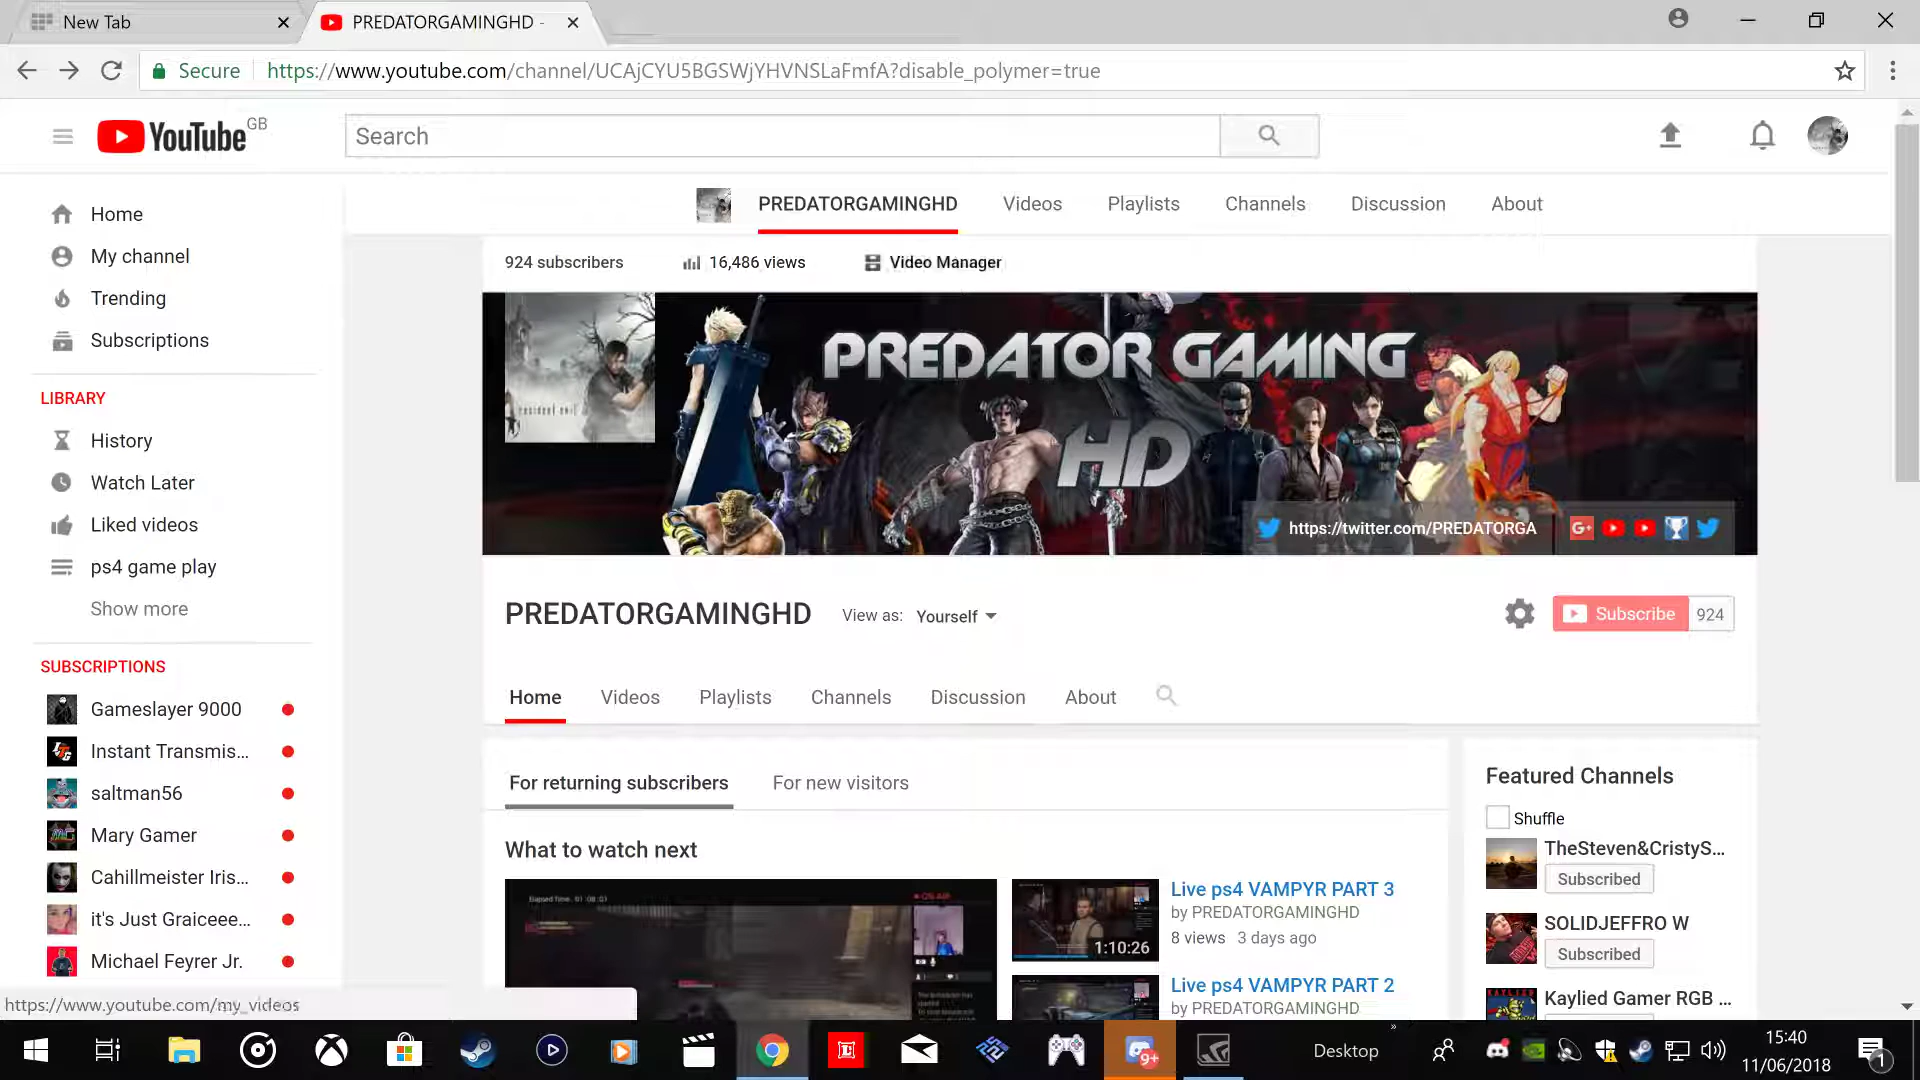 New Tab
PREDATORGAMINGHD -
Secure
https://www.youtube.com/channel/UCAjCYU5BGSWjYHVNSLaFmfA?disable_polymer=true
YouTube GB
Search
PREDATORGAMINGHD
Videos
Playlists
Channels
Discussion
About
Home
My channel
Trending
Subscriptions
LIBRARY
History
Watch Later
Liked videos
ps4 game play
Show more
SUBSCRIPTIONS
Gameslayer 9000
Instant Transmis...
saltman56
Mary Gamer
Cahillmeister Iris...
it's Just Graiceee...
Michael Feyrer Jr.
924 subscribers
16,486 views
Video Manager
resident evil
PREDATOR GAMING
HD
https://twitter.com/PREDATORGA
G+
PREDATORGAMINGHD
View as: Yourself
Subscribe 924
Home
Videos
Playlists
Channels
Discussion
About
For returning subscribers
For new visitors
What to watch next
Live ps4 VAMPYR PART 3
by PREDATORGAMINGHD
8 views 3 days ago
1:10:26
Live ps4 VAMPYR PART 2
by PREDATORGAMINGHD
Featured Channels
Shuffle
TheSteven&CristyS...
Subscribed
SOLIDJEFFRO W
Subscribed
Kaylied Gamer RGB ...
KAYLIED
https://www.youtube.com/my_videos
9+
Desktop
15:40
11/06/2018
1